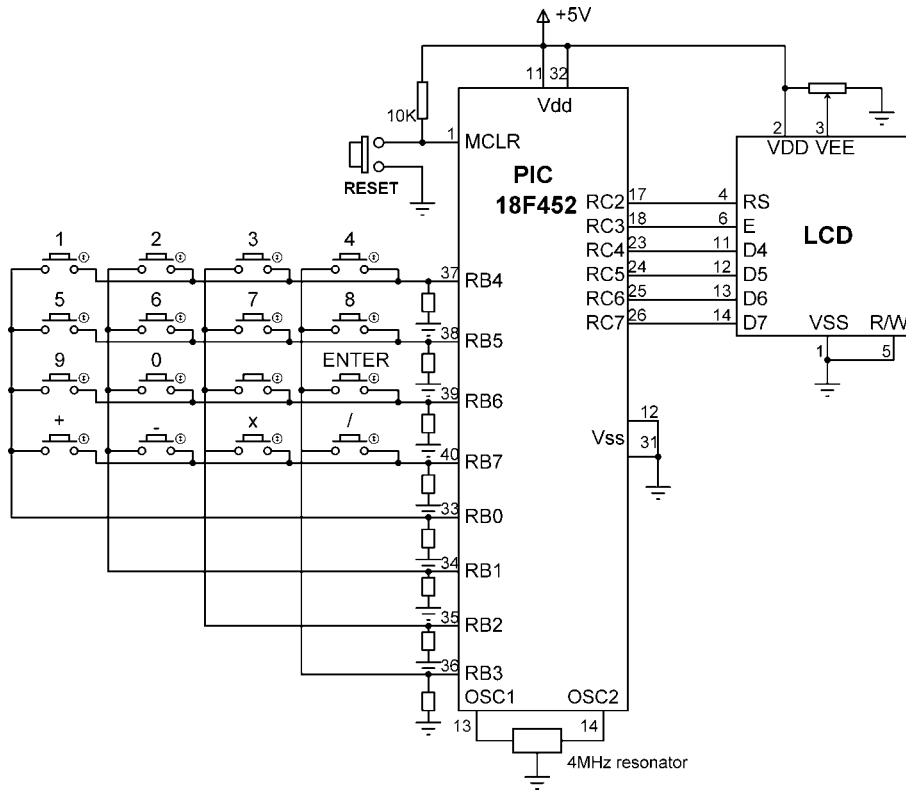 +5V
11 32
Vdd
10K
1 MCLR
RESET
PIC
18F452
2 3
VDD VEE
LCD
RC2 17 4 RS
RC3 18 6 E
RC4 23 11 D4
RC5 24 12 D5
RC6 25 13 D6
RC7 26 14 D7
VSS R/W
1 5
1 2 3 4
37 RB4
5 6 7 8
38 RB5
9 0 ENTER
39 RB6
+ - x /
40 RB7
12
Vss 31
33 RB0
34 RB1
35 RB2
36 RB3
OSC1 OSC2
13 14
4MHz resonator